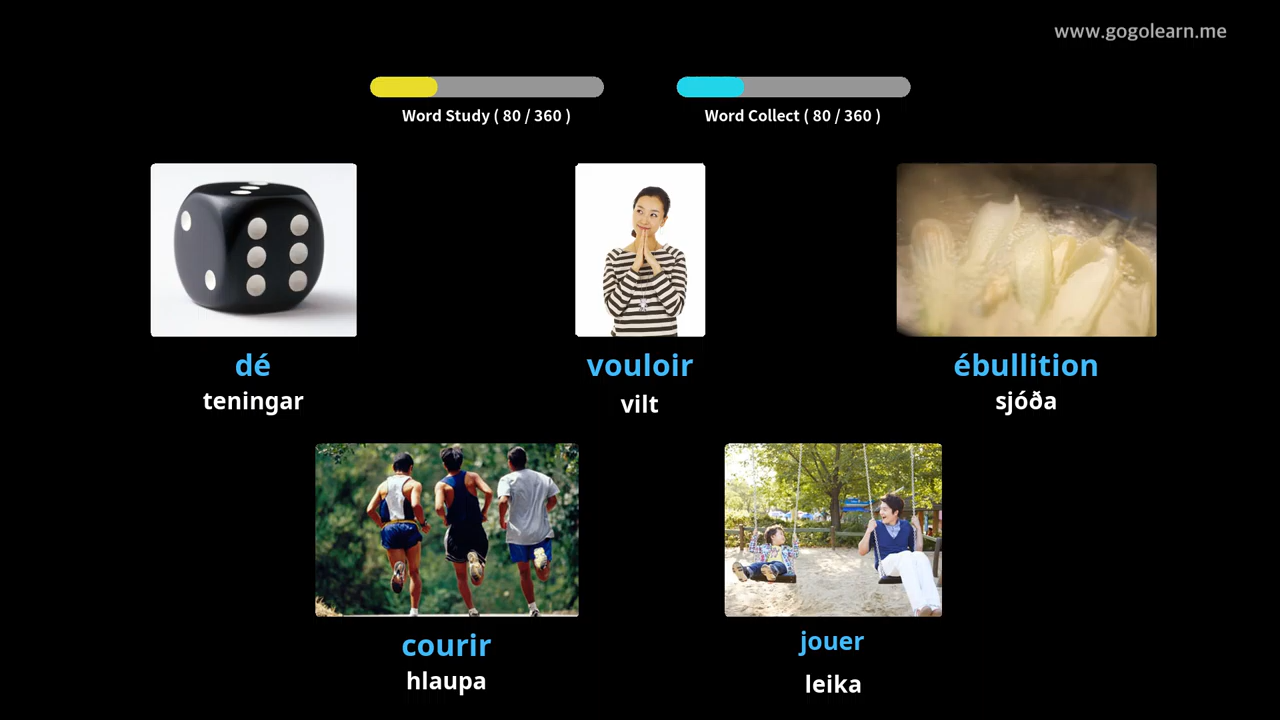 www.gogolearn.me
Word Study ( 80 / 360 )
Word Collect ( 80 / 360 )
dé
teningar
vouloir
vilt
ébullition
sjóða
courir
hlaupa
jouer
leika